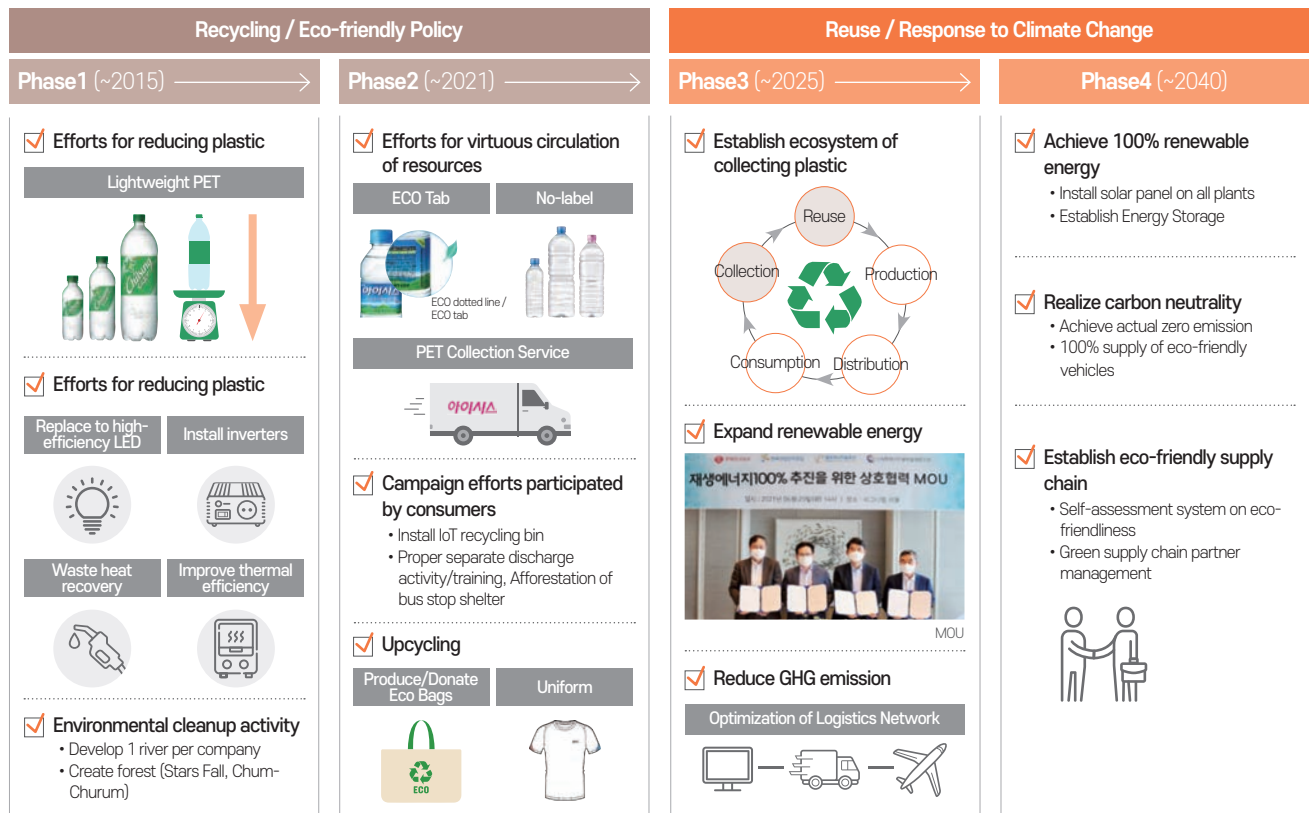 Recycling / Eco-friendly Policy
Reuse / Response to Climate Change
Phase1 (~2015)
Phase2 (~2021)
Phase3 (~2025)
Phase4 (~2040)
Efforts for reducing plastic
Lightweight PET
Efforts for reducing plastic
Replace to high-
efficiency LED
Install inverters
Waste heat
recovery
Improve thermal
efficiency
Environmental cleanup activity
• Develop 1 river per company
• Create forest (Stars Fall, Chum-
Churum)
Efforts for virtuous circulation
of resources
ECO Tab
No-label
ECO dotted line /
ECO tab
PET Collection Service
아이시스
Campaign efforts participated
by consumers
• Install IoT recycling bin
• Proper separate discharge
activity/training, Afforestation of
bus stop shelter
Upcycling
Produce/Donate
Eco Bags
Uniform
ECO
Establish ecosystem of
collecting plastic
Reuse
Collection
Production
Consumption
Distribution
Expand renewable energy
재생에너지100% 추진을 위한 상호협력 MOU
MOU
Reduce GHG emission
Optimization of Logistics Network
Achieve 100% renewable
energy
• Install solar panel on all plants
• Establish Energy Storage
Realize carbon neutrality
• Achieve actual zero emission
• 100% supply of eco-friendly
vehicles
Establish eco-friendly supply
chain
• Self-assessment system on eco-
friendliness
• Green supply chain partner
management